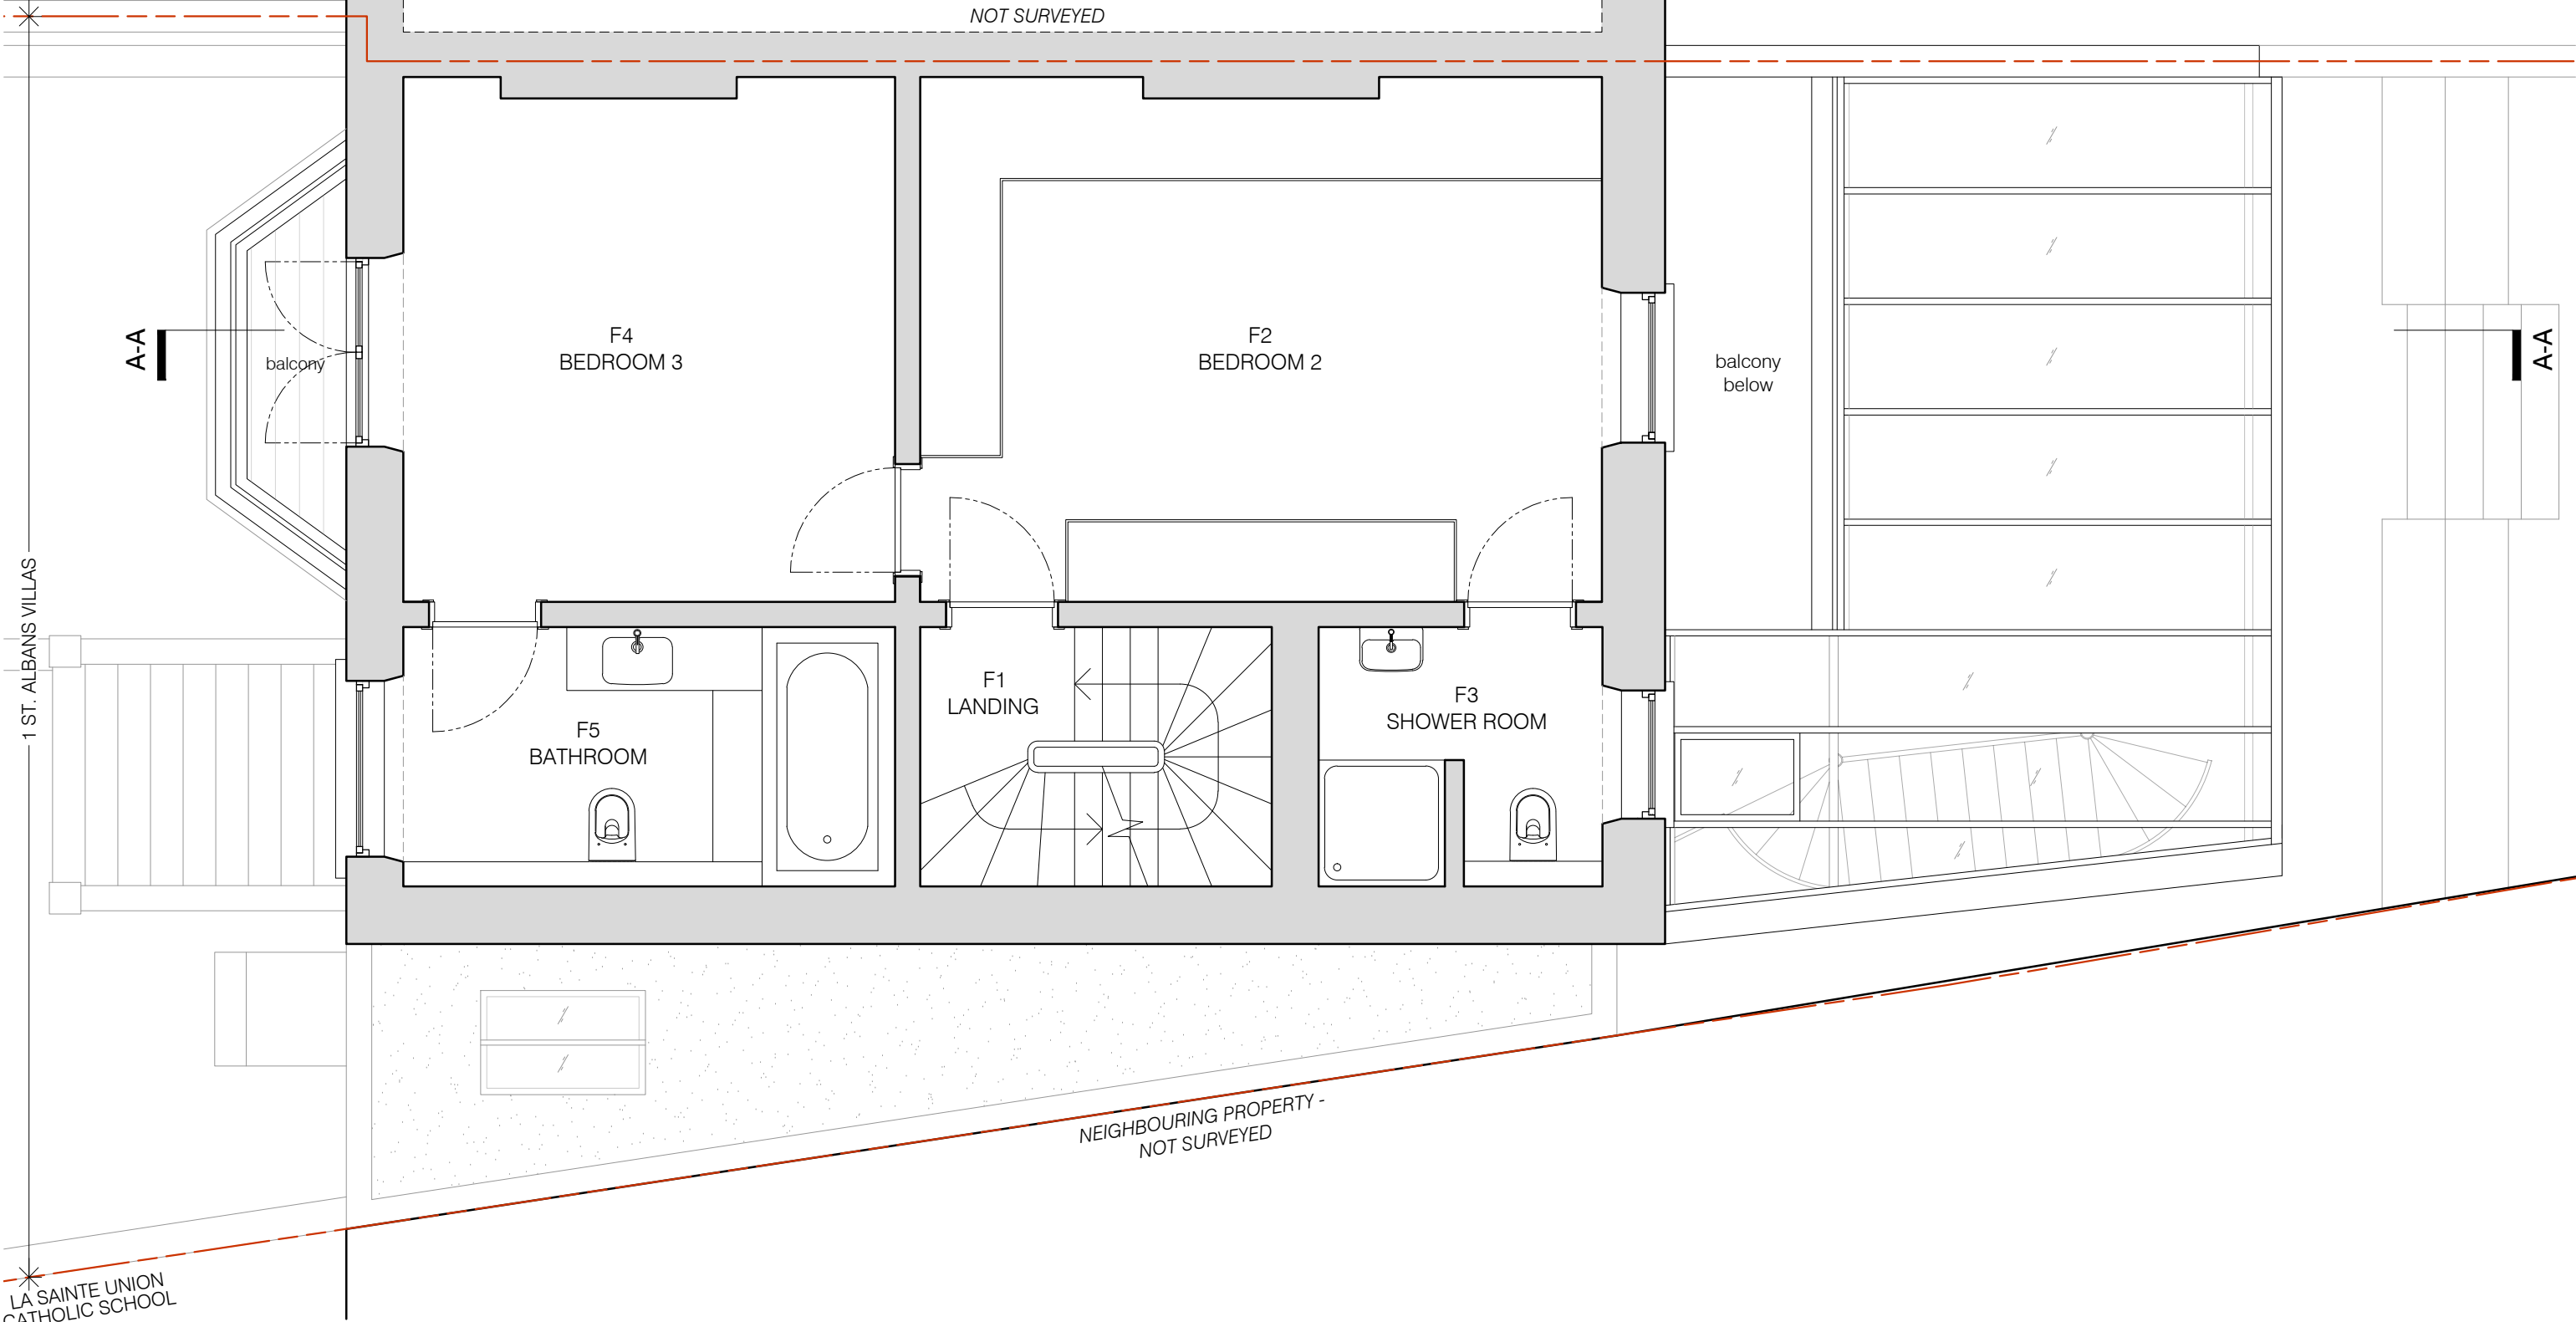 NOT SURVEYED
F4
BEDROOM 3
F2
BEDROOM 2
A-A
balcony
balcony
below
A-A
1 ST. ALBANS VILLAS
F1
LANDING
F3
SHOWER ROOM
F5
BATHROOM
NEIGHBOURING PROPERTY -
NOT SURVEYED
LA SAINTE UNION
CATHOLIC SCHOOL